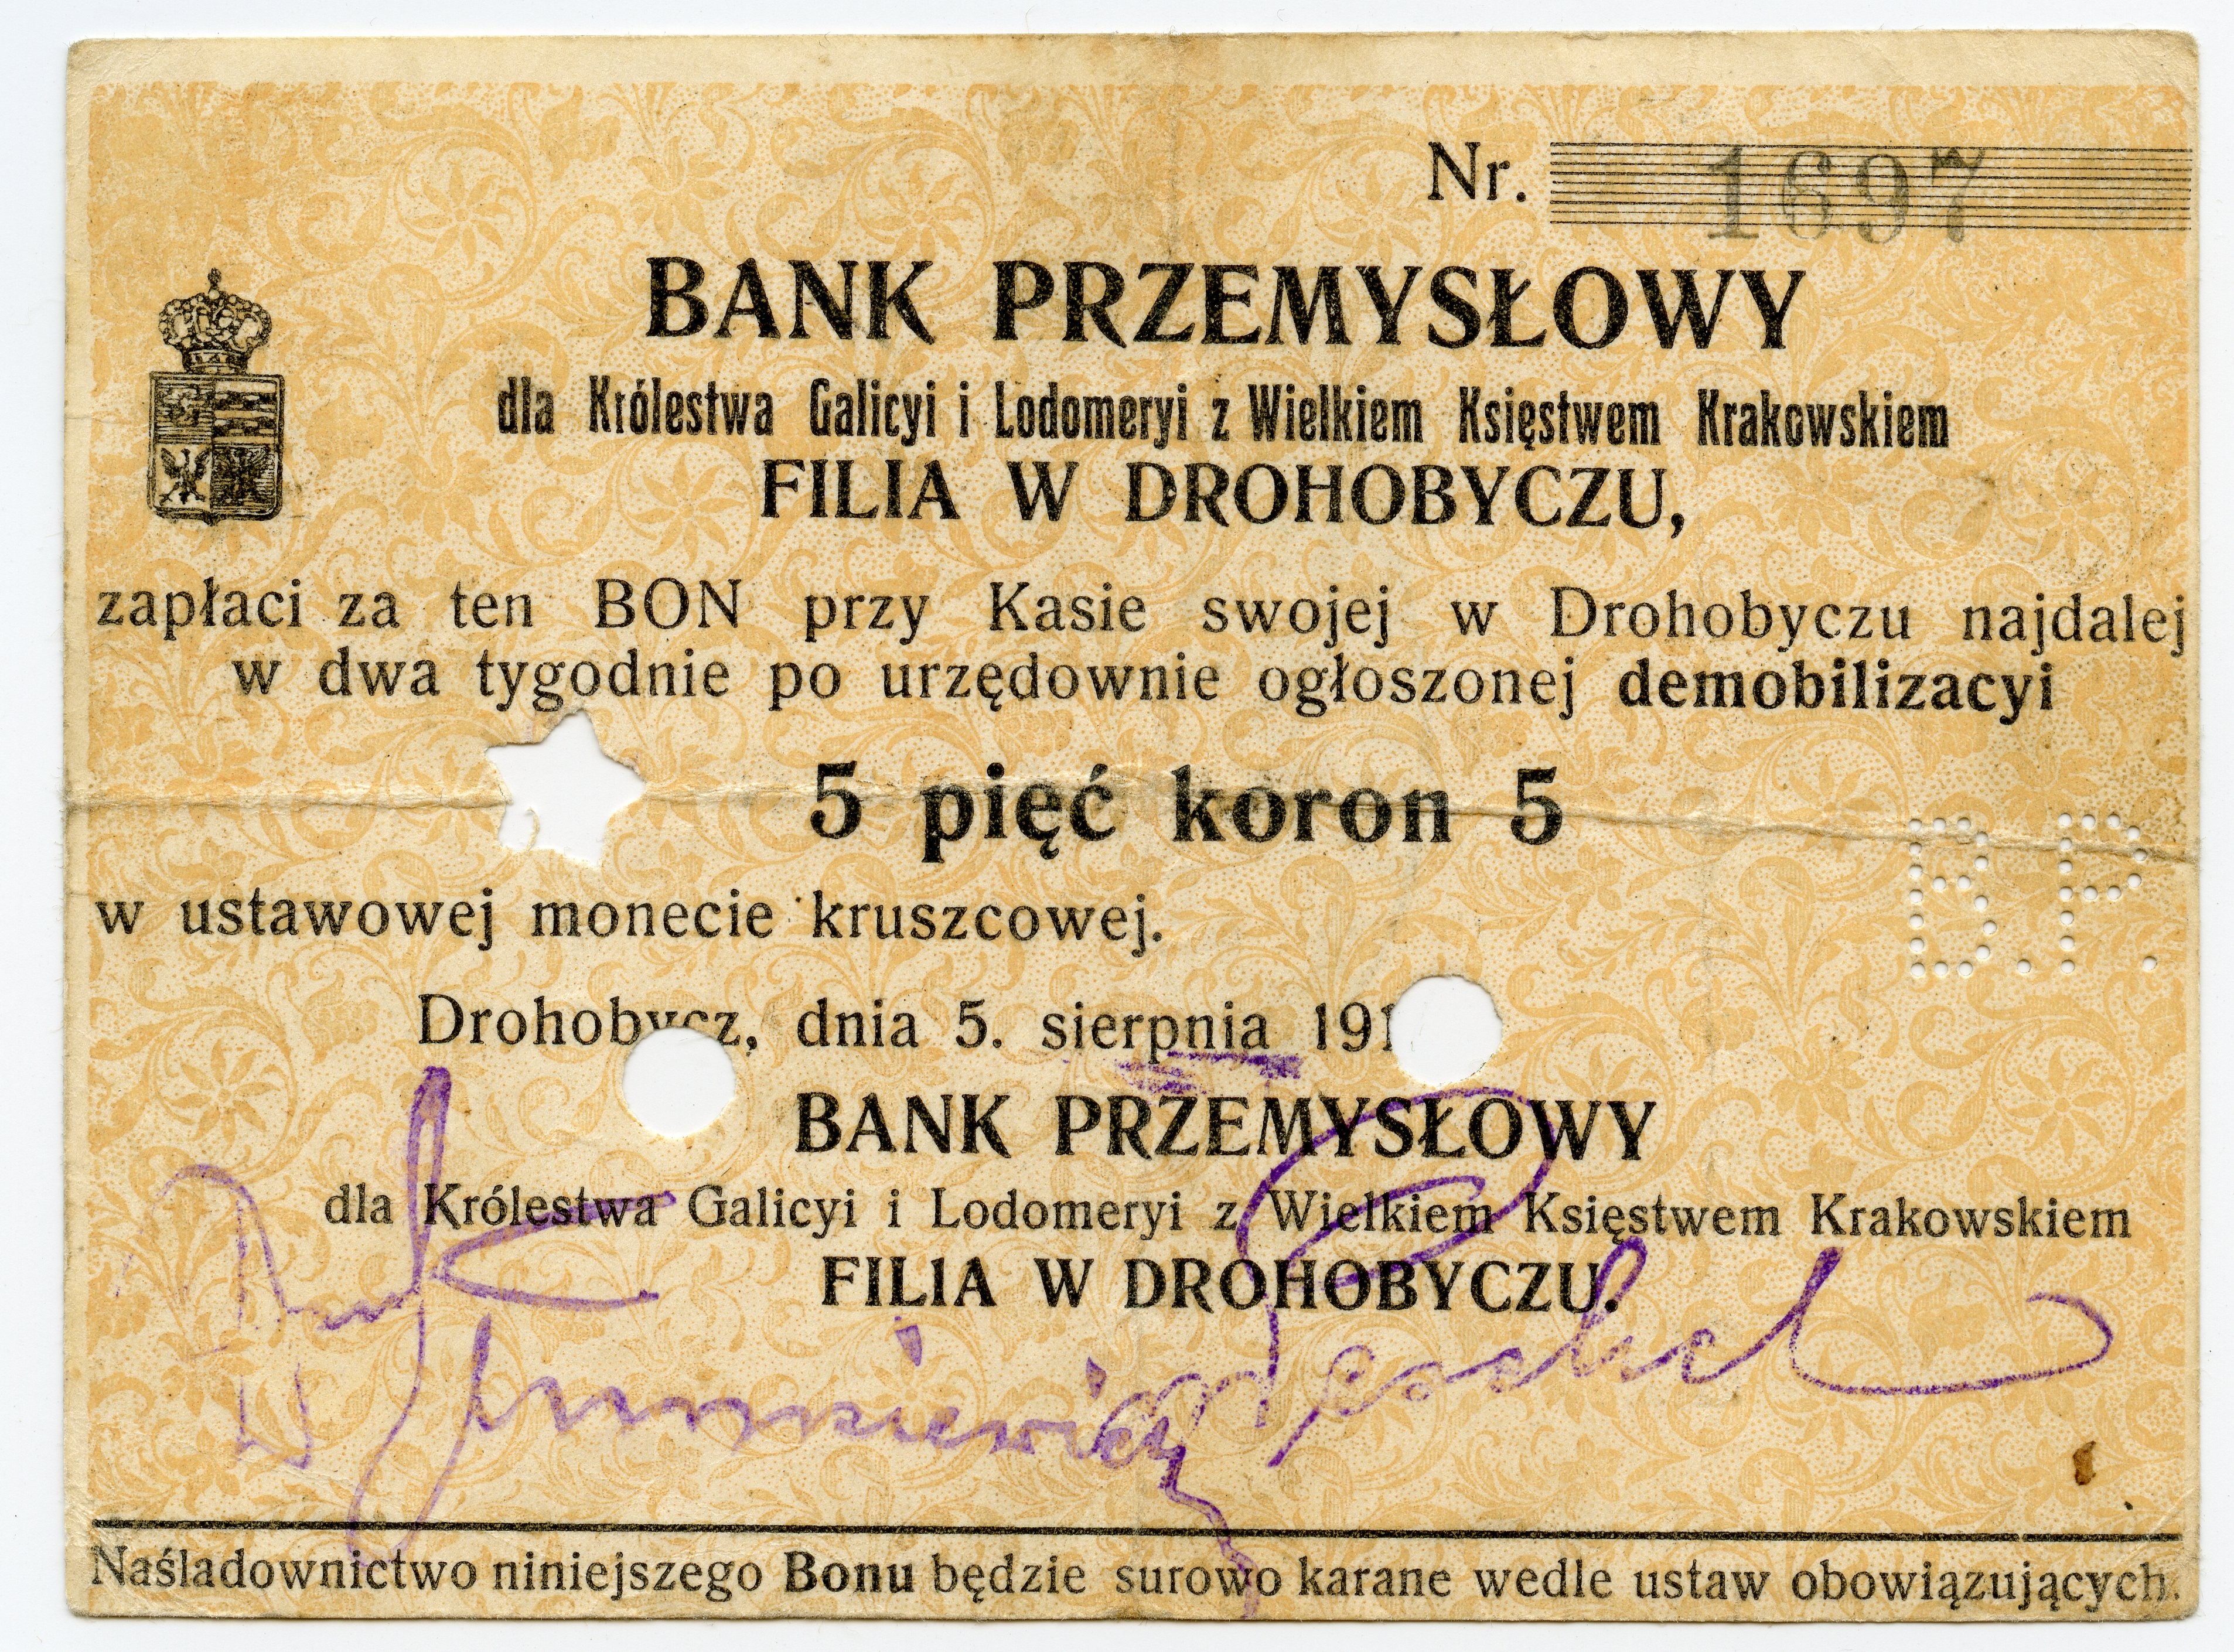 Nr. 1697
BANK PRZEMYSŁOWY
dla Królestwa Galicyi i Lodomeryi z Wielkiem Księstwem Krakowskiem
FILIA W DROHOBYCZU,
zapłaci za ten BON przy Kasie swojej w Drohobyczu najdalej
w dwa tygodnie po urzędownie ogłoszonej demobilizacyi
5 pięć koron 5
B.P.
w ustawowej monecie kruszcowej.
Drohobycz, dnia 5. sierpnia 191
BANK PRZEMYSŁOWY
dla Królestwa Galicyi i Lodomeryi z Wielkiem Księstwem Krakowskiem
FILIA W DROHOBYCZU.
Naśladownictwo niniejszego Bonu będzie surowo karane wedle ustaw obowiązujących.